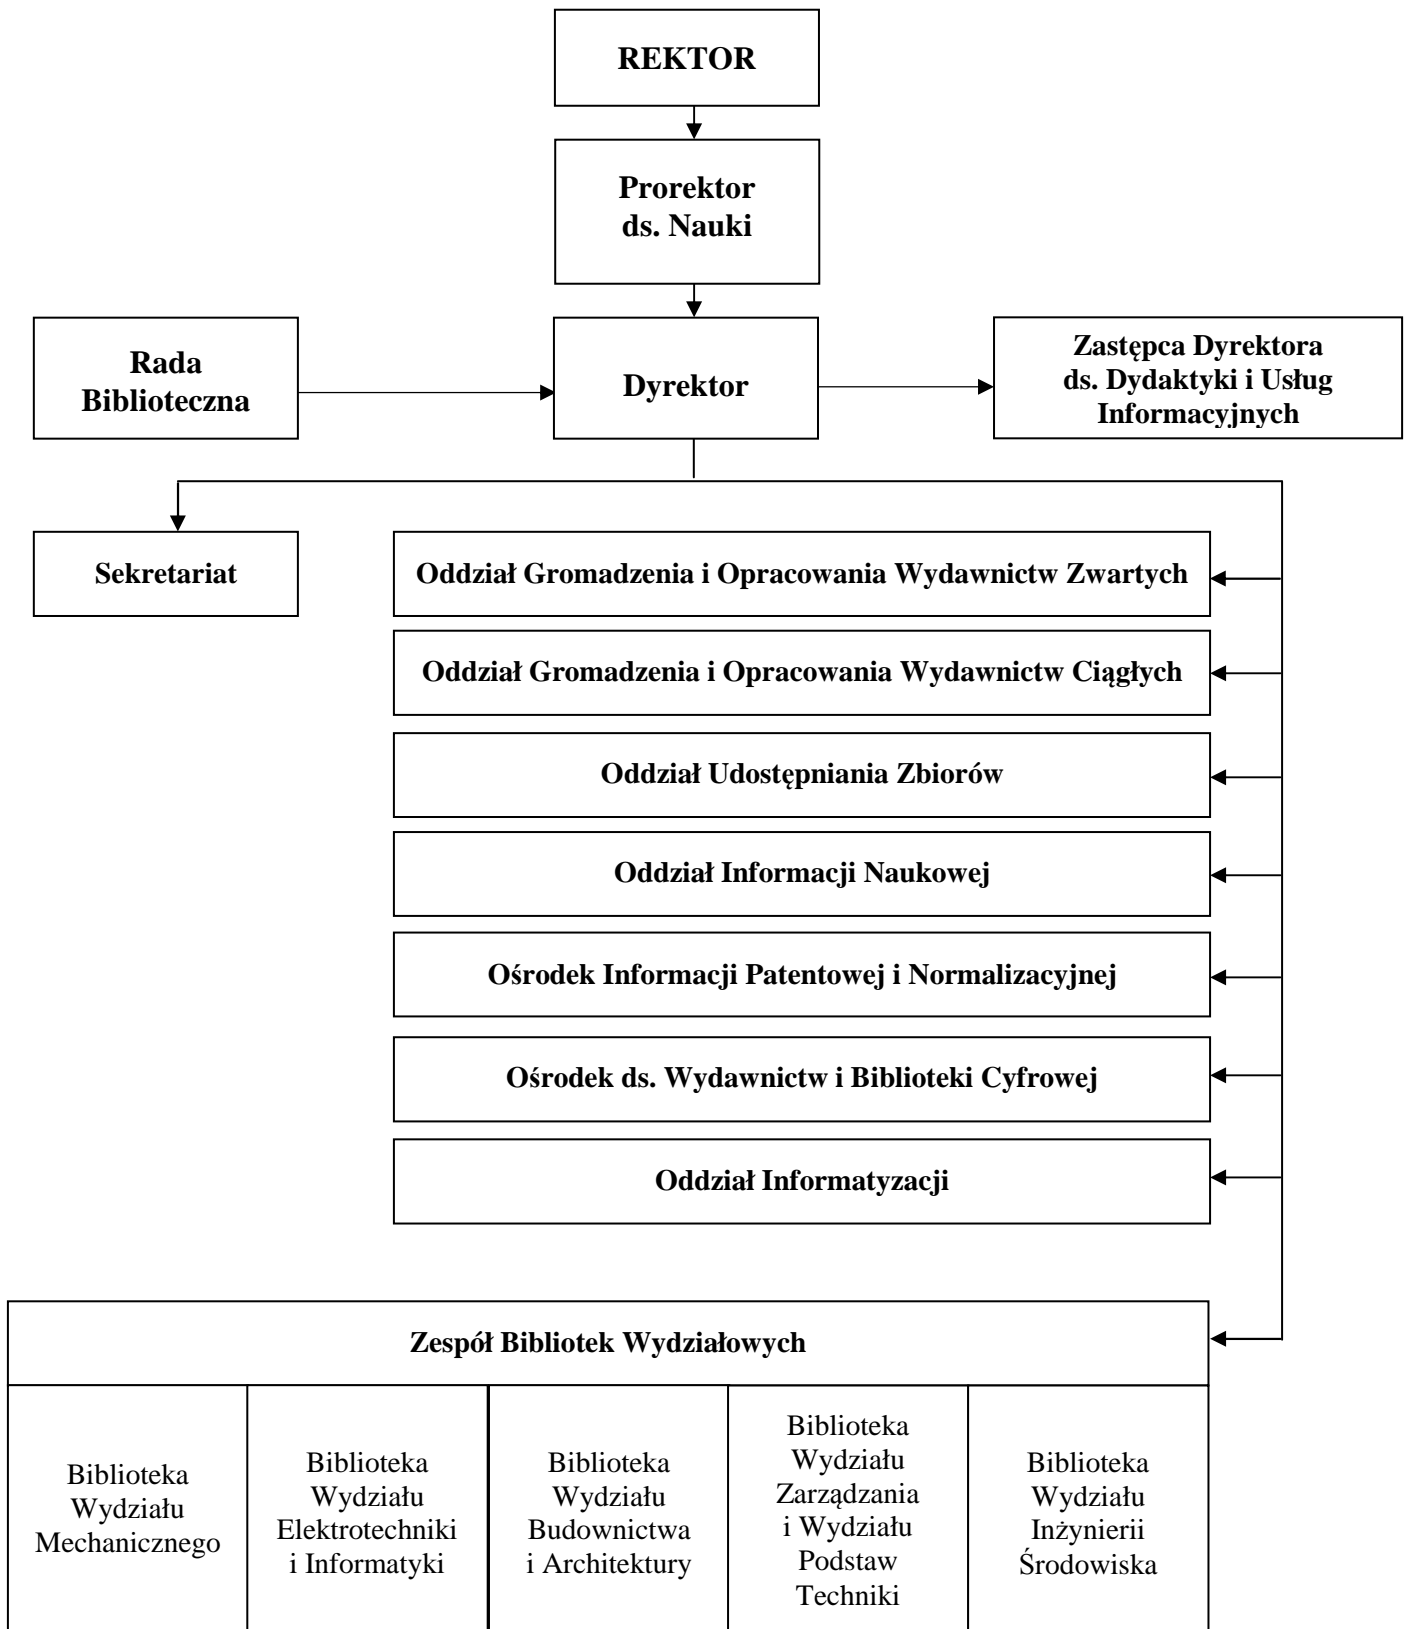 REKTOR
Prorektor
ds. Nauki
Rada
Biblioteczna
Dyrektor
Zastępca Dyrektora
ds. Dydaktyki i Usług
Informacyjnych
Sekretariat
Oddział Gromadzenia i Opracowania Wydawnictw Zwartych
Oddział Gromadzenia i Opracowania Wydawnictw Ciągłych
Oddział Udostępniania Zbiorów
Oddział Informacji Naukowej
Ośrodek Informacji Patentowej i Normalizacyjnej
Ośrodek ds. Wydawnictw i Biblioteki Cyfrowej
Oddział Informatyzacji
Zespół Bibliotek Wydziałowych
Biblioteka
Wydziału
Mechanicznego
Biblioteka
Wydziału
Elektrotechniki
i Informatyki
Biblioteka
Wydziału
Budownictwa
i Architektury
Biblioteka
Wydziału
Zarządzania
i Wydziału
Podstaw
Techniki
Biblioteka
Wydziału
Inżynierii
Środowiska